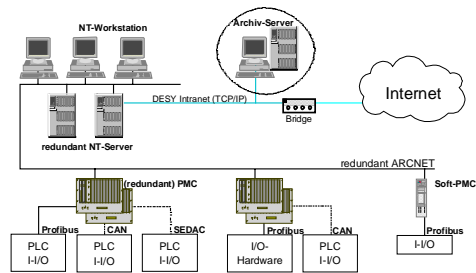 NT-Workstation
Archiv-Server
DESY Intranet (TCP/IP)
Bridge
Internet
redundant NT-Server
redundant ARCNET
(redundant) PMC
Soft-PMC
Profibus
CAN
SEDAC
Profibus
CAN
Profibus
PLC
I-I/O
PLC
I-I/O
PLC
I-I/O
I/O-
Hardware
PLC
I-I/O
I-I/O